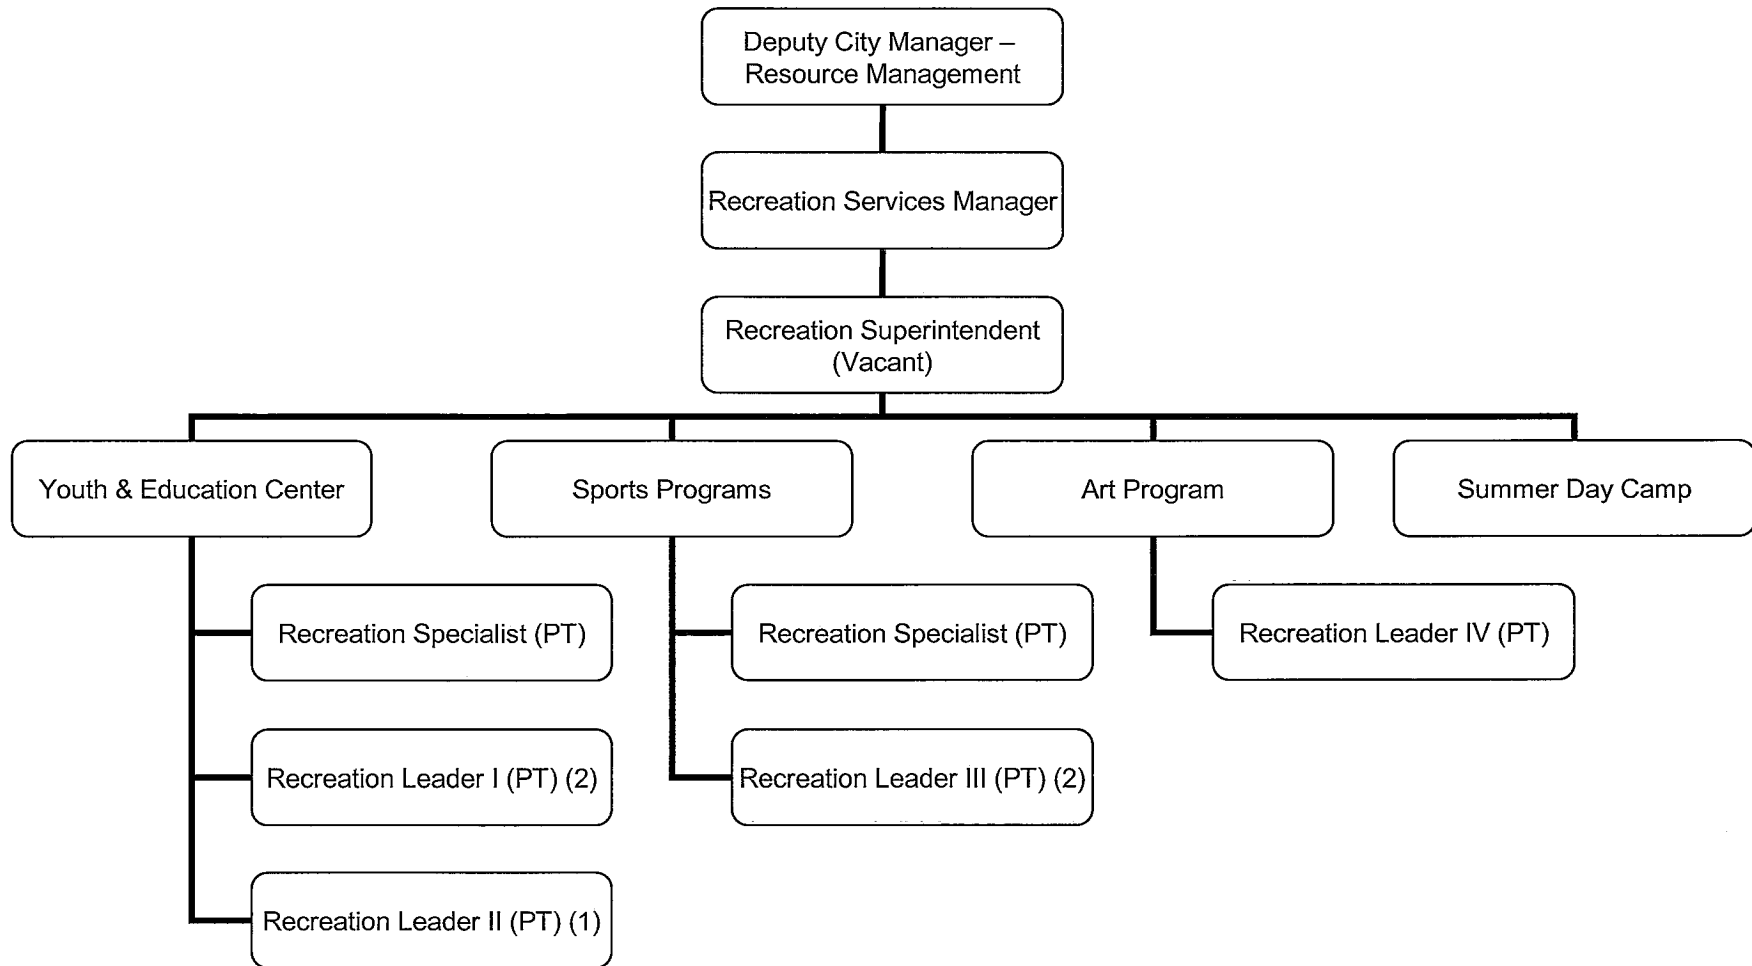 Deputy City Manager –
Resource Management
Recreation Services Manager
Recreation Superintendent
(Vacant)
Youth & Education Center
Sports Programs
Art Program
Summer Day Camp
Recreation Specialist (PT)
Recreation Specialist (PT)
Recreation Leader IV (PT)
Recreation Leader I (PT) (2)
Recreation Leader III (PT) (2)
Recreation Leader II (PT) (1)